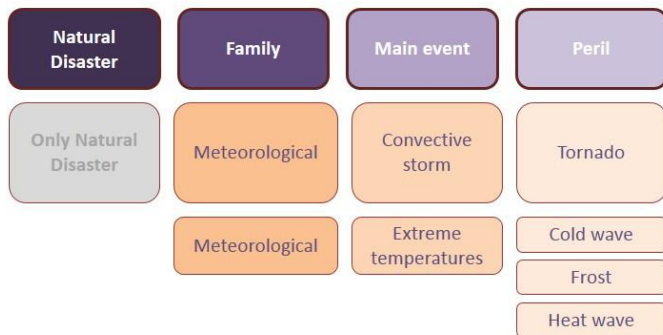 Natural
Disaster
Family
Main event
Peril
Only Natural
Disaster
Meteorological
Convective
storm
Tornado
Meteorological
Extreme
temperatures
Cold wave
Frost
Heat wave